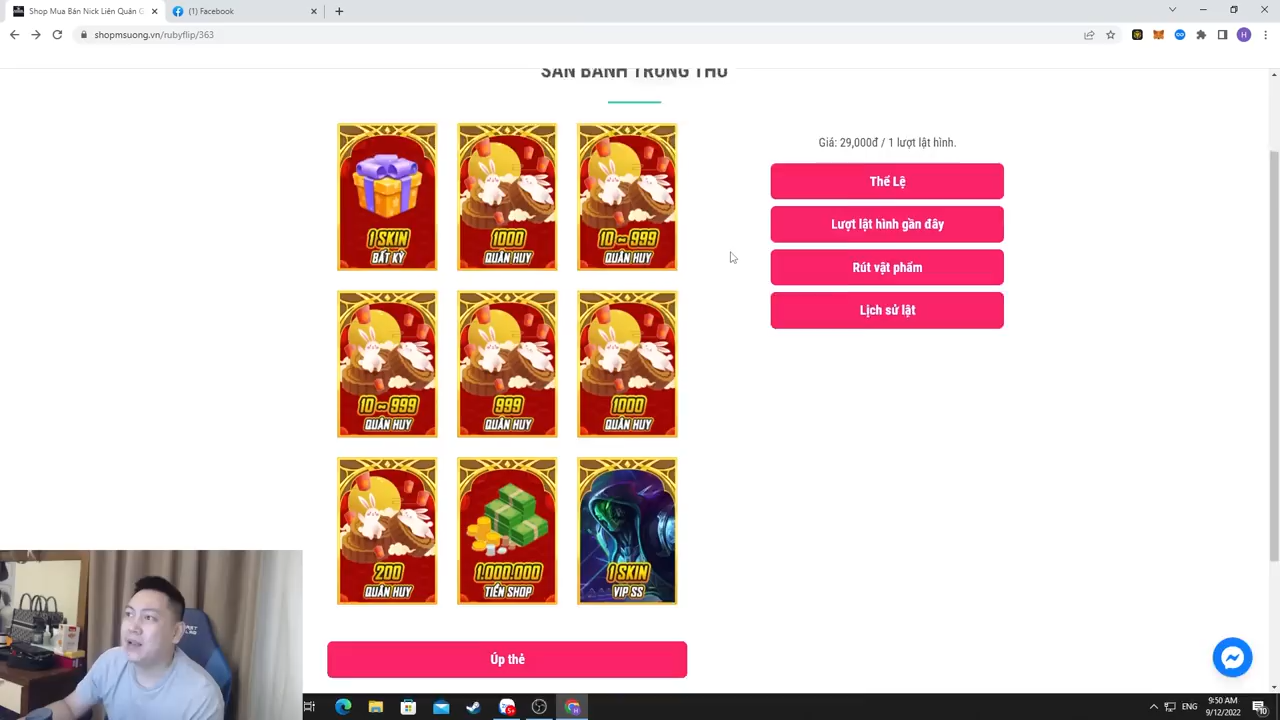 Shop Mua Bán Nick Liên Quân G
(1) Facebook
shopmsuong.vn/rubyflip/363
H
SĂN BÁNH TRUNG THU
1 SKIN
BẤT KỲ
1000
QUÂN HUY
10 ~ 999
QUÂN HUY
10 ~ 999
QUÂN HUY
999
QUÂN HUY
1000
QUÂN HUY
200
QUÂN HUY
1.000.000
TIỀN SHOP
1 SKIN
VIP SS
Úp thẻ
Giá: 29,000đ / 1 lượt lật hình.
Thể Lệ
Lượt lật hình gần đây
Rút vật phẩm
Lịch sử lật
ENG
9:50 AM
9/12/2022